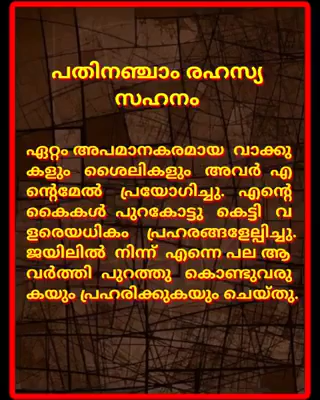 പതിനഞ്ചാം രഹസ്യ
സഹനം
ഏറ്റം അപമാനകരമായ വാക്കു
കളും ശൈലികളും അവർ എ
ന്റെമേൽ പ്രയോഗിച്ചു. എന്റെ
കൈകൾ പുറകോട്ടു കെട്ടി വ
ളരെയധികം പ്രഹരങ്ങളേല്പിച്ചു.
ജയിലിൽ നിന്ന് എന്നെ പല ആ
വർത്തി പുറത്തു കൊണ്ടുവരു
കയും പ്രഹരിക്കുകയും ചെയ്തു.